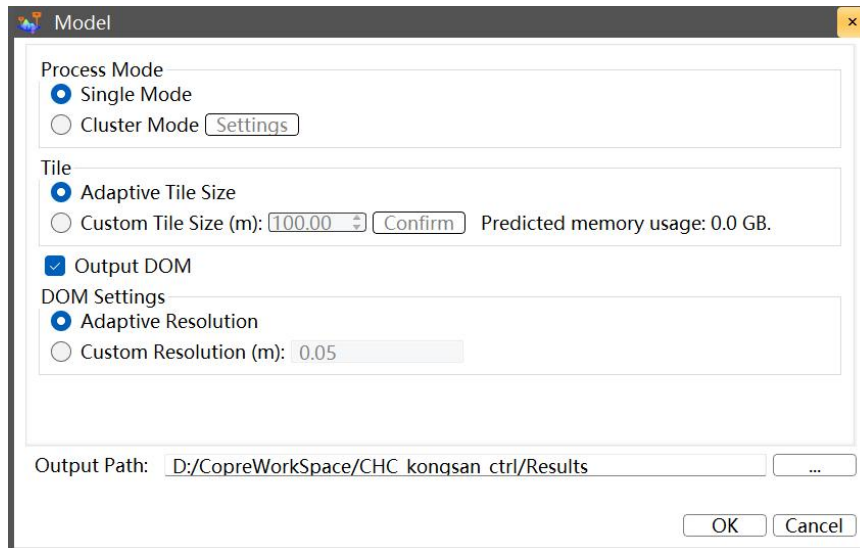 Model
Process Mode
Single Mode
Cluster Mode Settings
Tile
Adaptive Tile Size
Custom Tile Size (m): 100.00 Confirm Predicted memory usage: 0.0 GB.
Output DOM
DOM Settings
Adaptive Resolution
Custom Resolution (m): 0.05
Output Path: D:/CopreWorkSpace/CHC_kongsan_ctrl/Results ...
OK Cancel